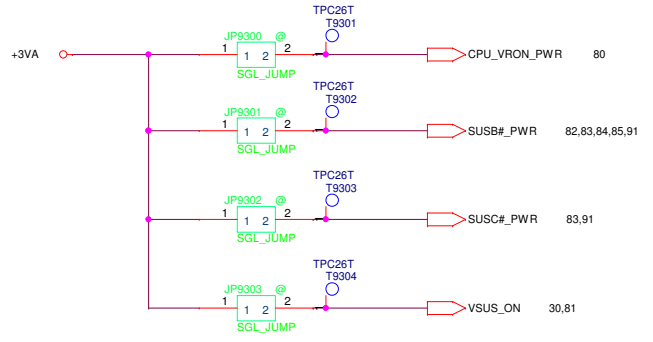 TPC26T
T9301
JP9300 @
+3VA 1 1 2 2 CPU_VRON_PWR 80
SGL_JUMP
TPC26T
T9302
JP9301 @
1 1 2 2 SUSB#_PWR 82,83,84,85,91
SGL_JUMP
TPC26T
T9303
JP9302 @
1 1 2 2 SUSC#_PWR 83,91
SGL_JUMP
TPC26T
T9304
JP9303 @
1 1 2 2 VSUS_ON 30,81
SGL_JUMP